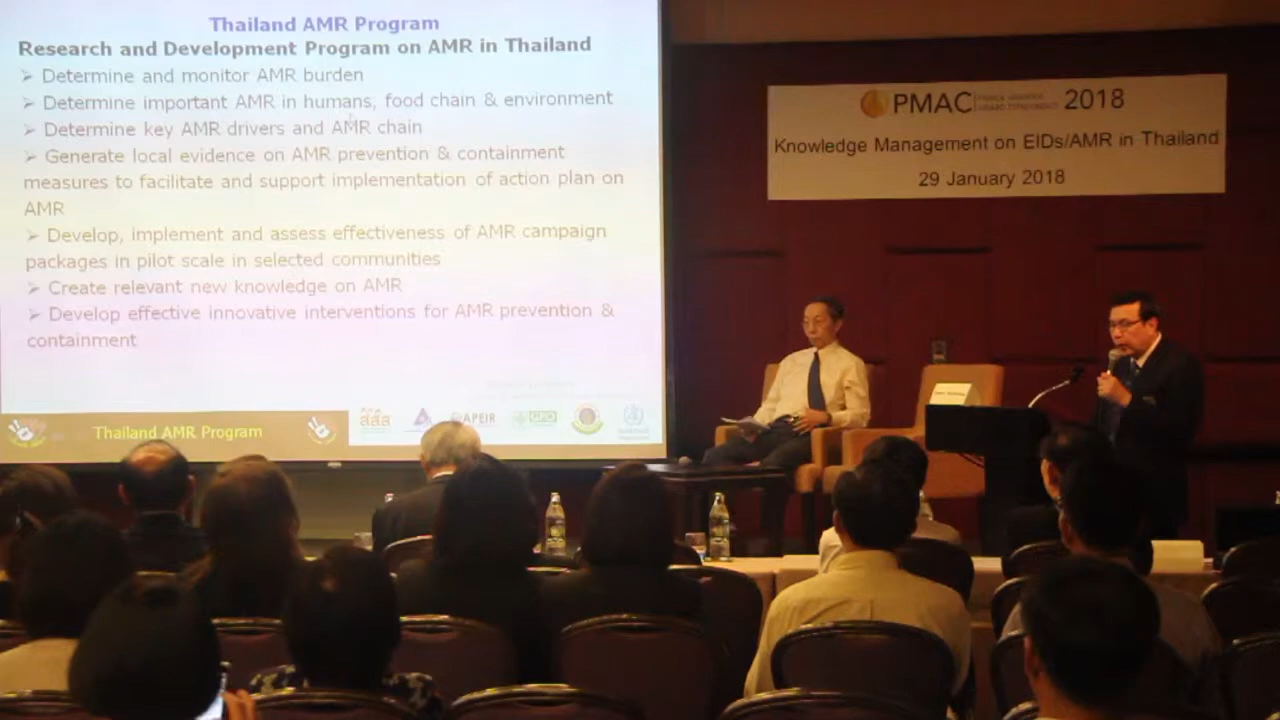 Thailand AMR Program
Research and Development Program on AMR in Thailand
➢ Determine and monitor AMR burden
➢ Determine important AMR in humans, food chain & environment
➢ Determine key AMR drivers and AMR chain
➢ Generate local evidence on AMR prevention & containment
measures to facilitate and support implementation of action plan on
AMR
➢ Develop, implement and assess effectiveness of AMR campaign
packages in pilot scale in selected communities
➢ Create relevant new knowledge on AMR
➢ Develop effective innovative interventions for AMR prevention &
containment
Thailand AMR Program
APEIR
GPO
PMAC 2018
Knowledge Management on EIDs/AMR in Thailand
29 January 2018